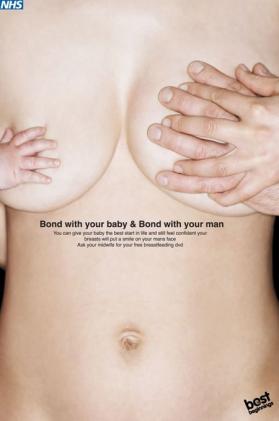 NHS
Bond with your baby & Bond with your man
You can give your baby the best start in life and still feel confident your
breasts will put a smile on your mans face
Ask your midwife for your free breastfeeding dvd
best
beginnings